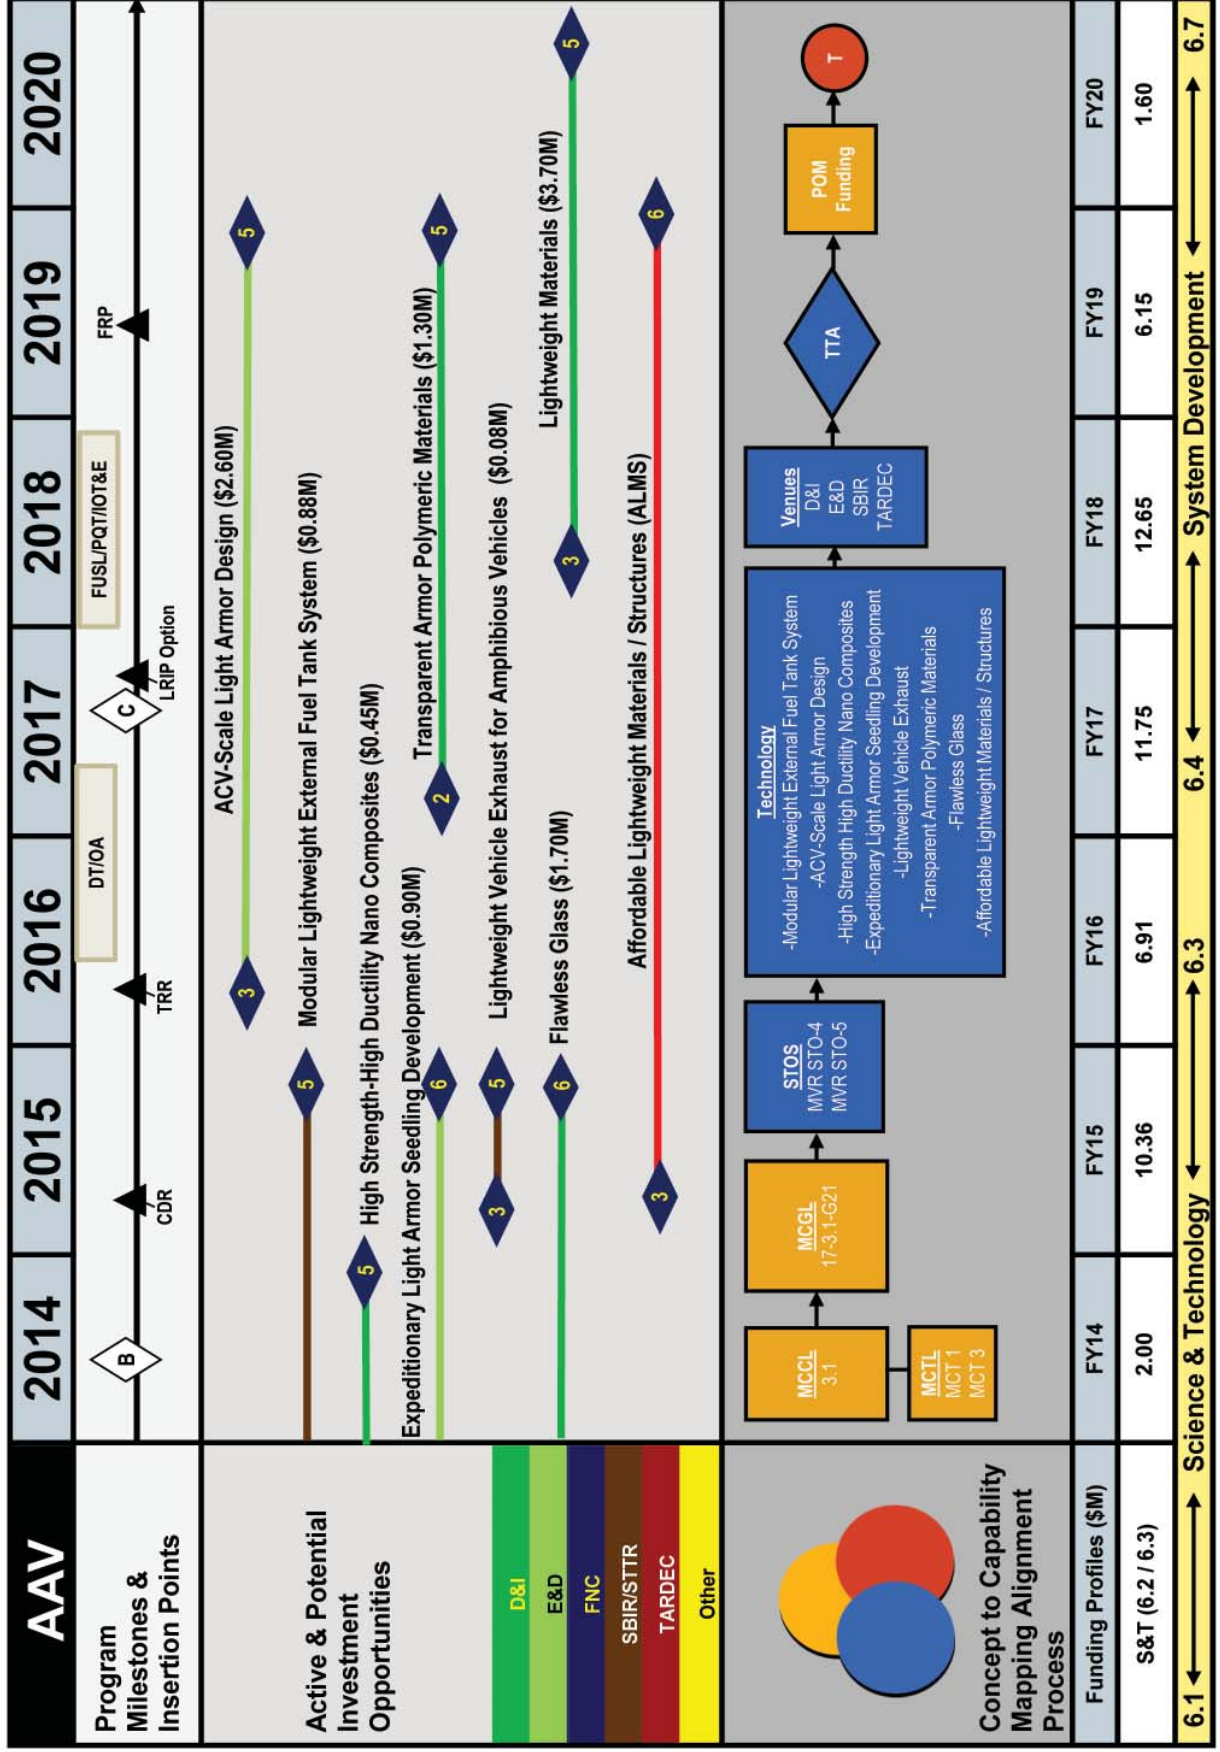 AAV
2014
2015
2016
2017
2018
2019
2020
Program
Milestones &
Insertion Points
B
CDR
TRR
DT/OA
C
LRIP Option
FUSL/PQT/IOT&E
FRP
Active & Potential
Investment
Opportunities
D&I
E&D
FNC
SBIR/STTR
TARDEC
Other
ACV-Scale Light Armor Design ($2.60M)
3
5
Modular Lightweight External Fuel Tank System ($0.88M)
5
High Strength-High Ductility Nano Composites ($0.45M)
5
Expeditionary Light Armor Seedling Development ($0.90M)
6
Transparent Armor Polymeric Materials ($1.30M)
2
5
Lightweight Vehicle Exhaust for Amphibious Vehicles ($0.08M)
3
5
Flawless Glass ($1.70M)
6
Lightweight Materials ($3.70M)
3
5
Affordable Lightweight Materials / Structures (ALMS)
3
6
Concept to Capability
Mapping Alignment
Process
MCCL
3.1
MCTL
MCT 1
MCT 3
MCGL
17-3.1-G21
STOS
MVR STO-4
MVR STO-5
Technology
-Modular Lightweight External Fuel Tank System
-ACV-Scale Light Armor Design
-High Strength High Ductility Nano Composites
-Expeditionary Light Armor Seedling Development
-Lightweight Vehicle Exhaust
-Transparent Armor Polymeric Materials
-Flawless Glass
-Affordable Lightweight Materials / Structures
Venues
D&I
E&D
SBIR
TARDEC
TTA
POM
Funding
T
Funding Profiles ($M)
FY14
FY15
FY16
FY17
FY18
FY19
FY20
S&T (6.2 / 6.3)
2.00
10.36
6.91
11.75
12.65
6.15
1.60
6.1
Science & Technology
6.3
6.4
System Development
6.7